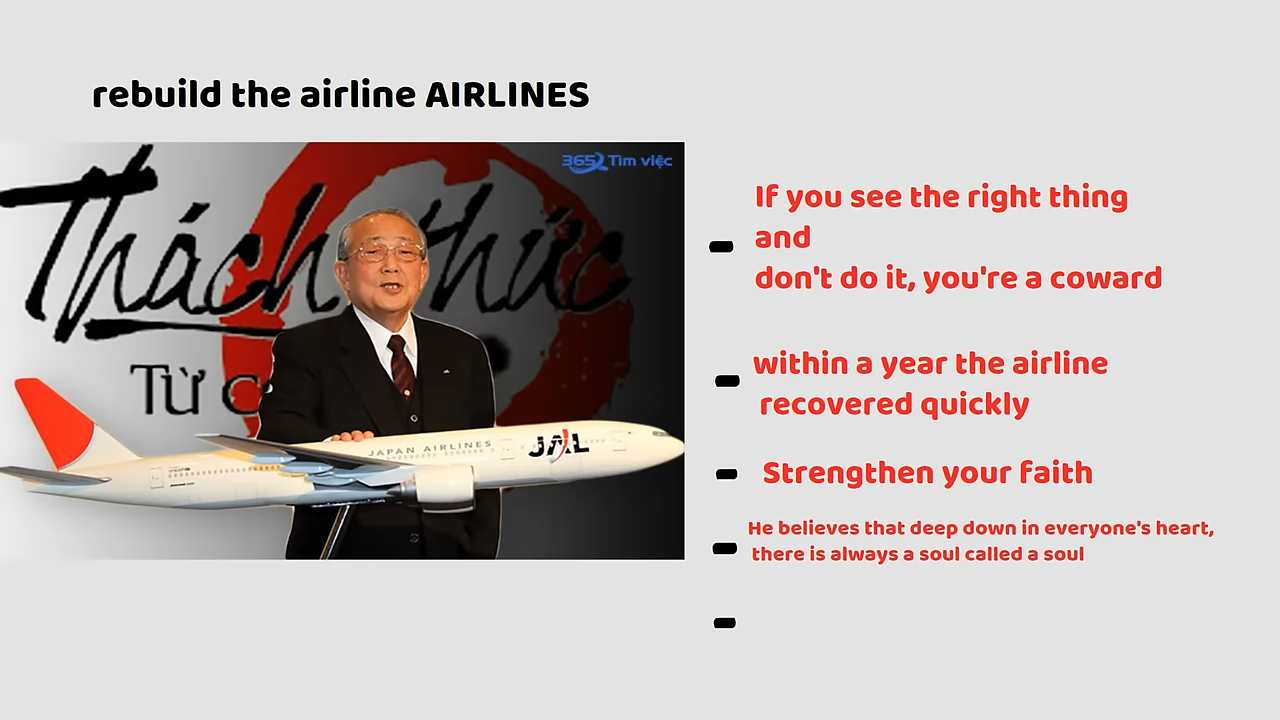 rebuild the airline AIRLINES
365 Tìm việc
Thách thức
Từ c
JAPAN AIRLINES
JAL
If you see the right thing
and
don't do it, you're a coward
within a year the airline
recovered quickly
Strengthen your faith
He believes that deep down in everyone's heart,
there is always a soul called a soul